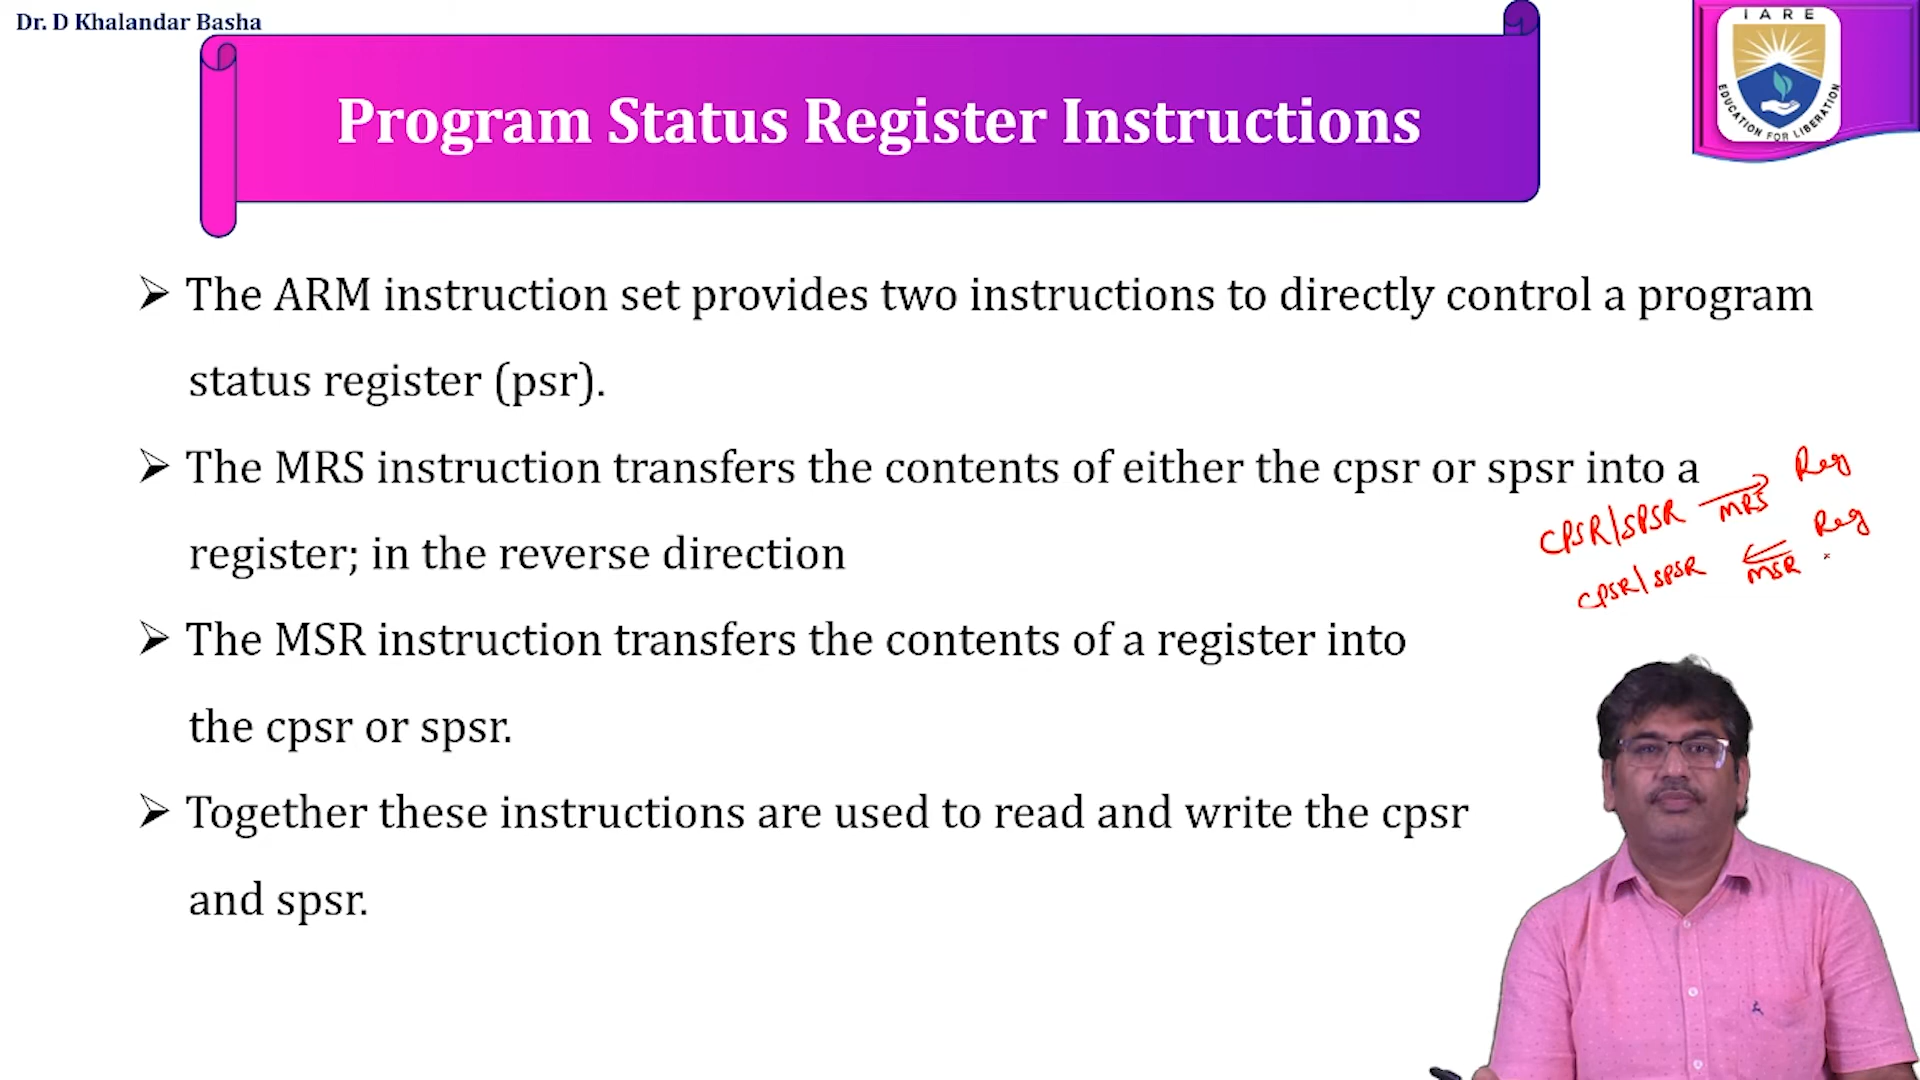 Dr. D Khalandar Basha
IARE
EDUCATION FOR LIBERATION
Program Status Register Instructions
➢ The ARM instruction set provides two instructions to directly control a program
status register (psr).
➢ The MRS instruction transfers the contents of either the cpsr or spsr into a
register; in the reverse direction
CPSR/SPSR MRS Reg
CPSR/SPSR MSR Reg
➢ The MSR instruction transfers the contents of a register into
the cpsr or spsr.
➢ Together these instructions are used to read and write the cpsr
and spsr.